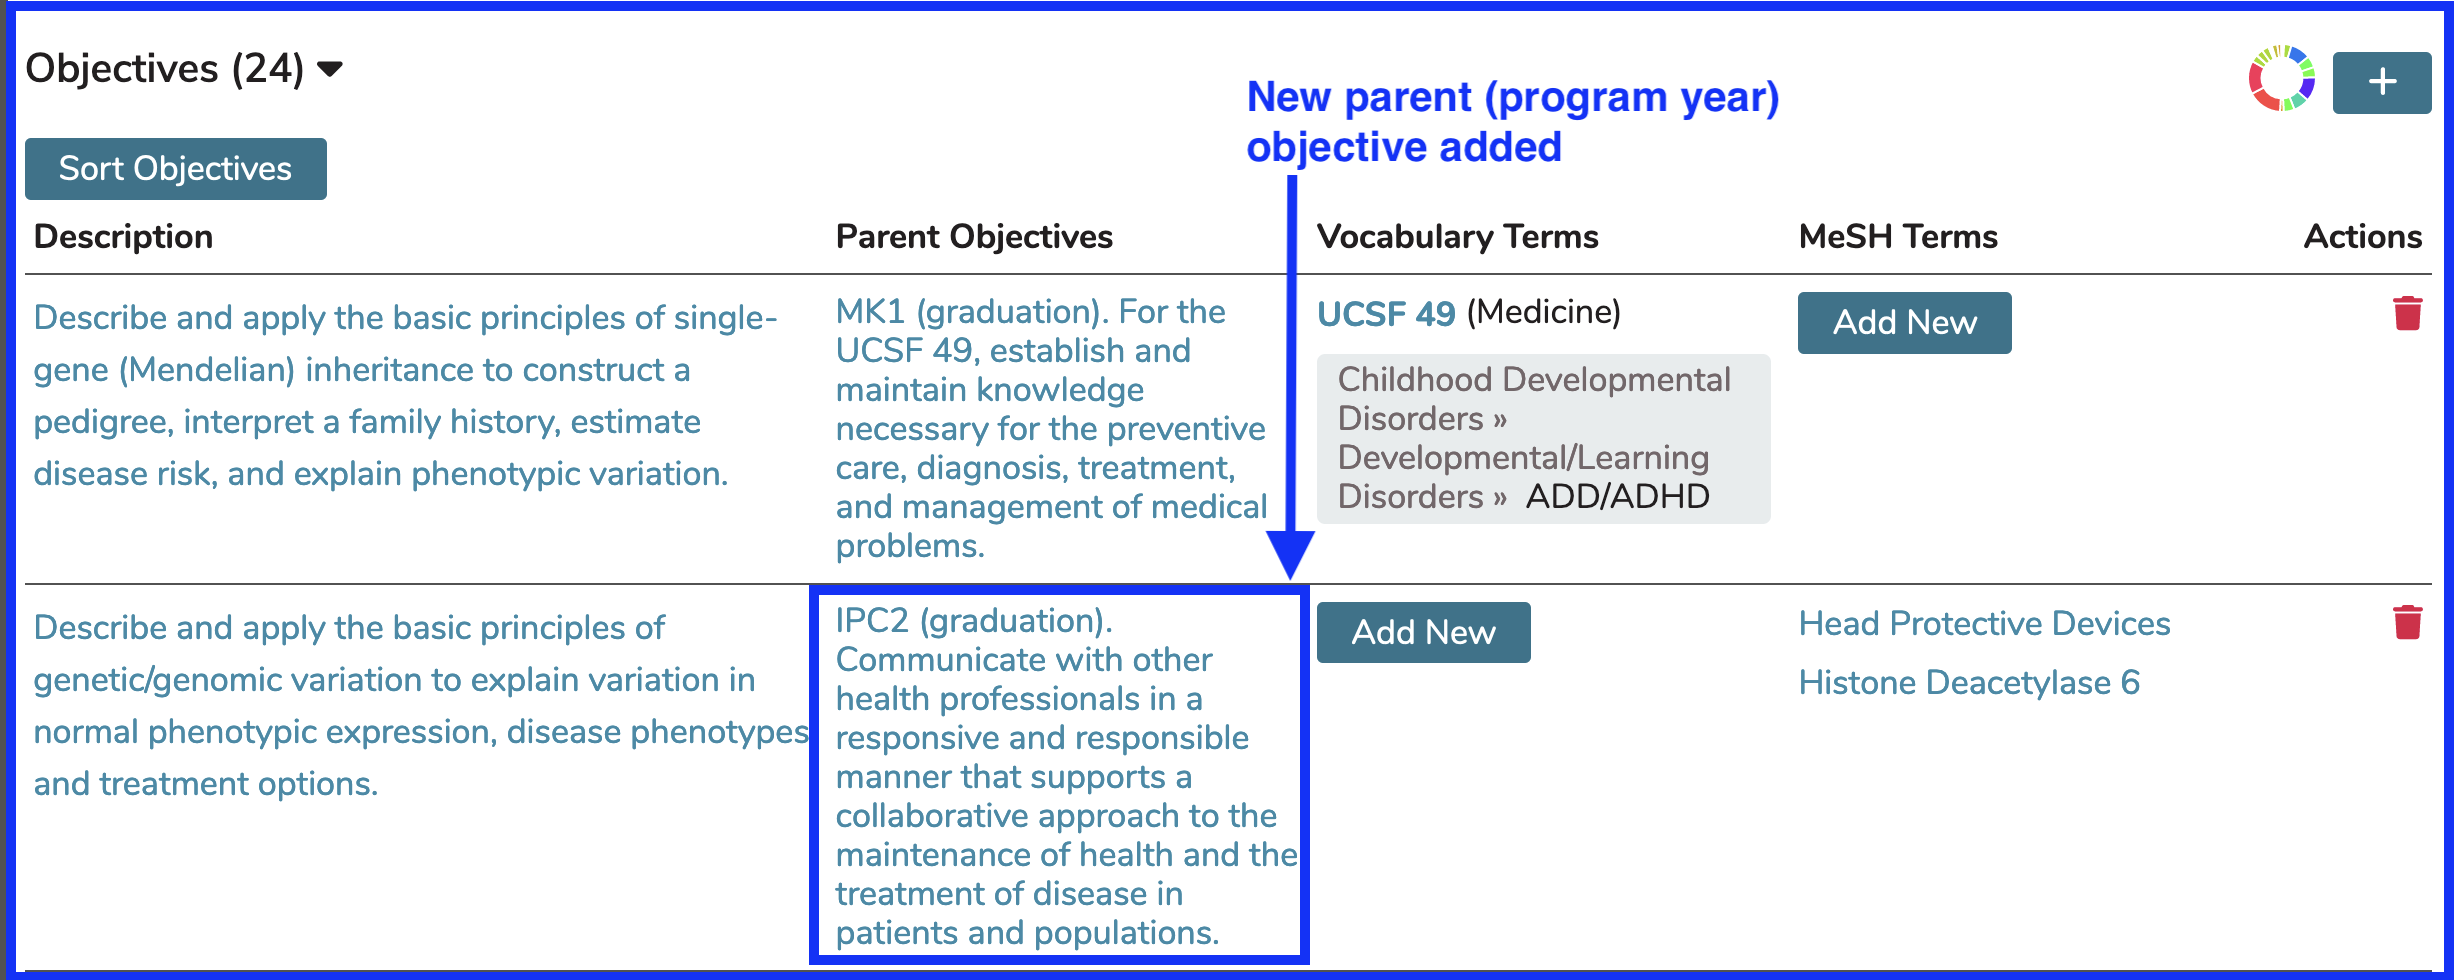 Objectives (24)
New parent (program year)
objective added
+
Sort Objectives
Description
Parent Objectives
Vocabulary Terms
MeSH Terms
Actions
Describe and apply the basic principles of single-
gene (Mendelian) inheritance to construct a
pedigree, interpret a family history, estimate
disease risk, and explain phenotypic variation.
MK1 (graduation). For the
UCSF 49, establish and
maintain knowledge
necessary for the preventive
care, diagnosis, treatment,
and management of medical
problems.
UCSF 49 (Medicine)
Childhood Developmental
Disorders »
Developmental/Learning
Disorders » ADD/ADHD
Add New
Describe and apply the basic principles of
genetic/genomic variation to explain variation in
normal phenotypic expression, disease phenotypes
and treatment options.
IPC2 (graduation).
Communicate with other
health professionals in a
responsive and responsible
manner that supports a
collaborative approach to the
maintenance of health and the
treatment of disease in
patients and populations.
Add New
Head Protective Devices
Histone Deacetylase 6